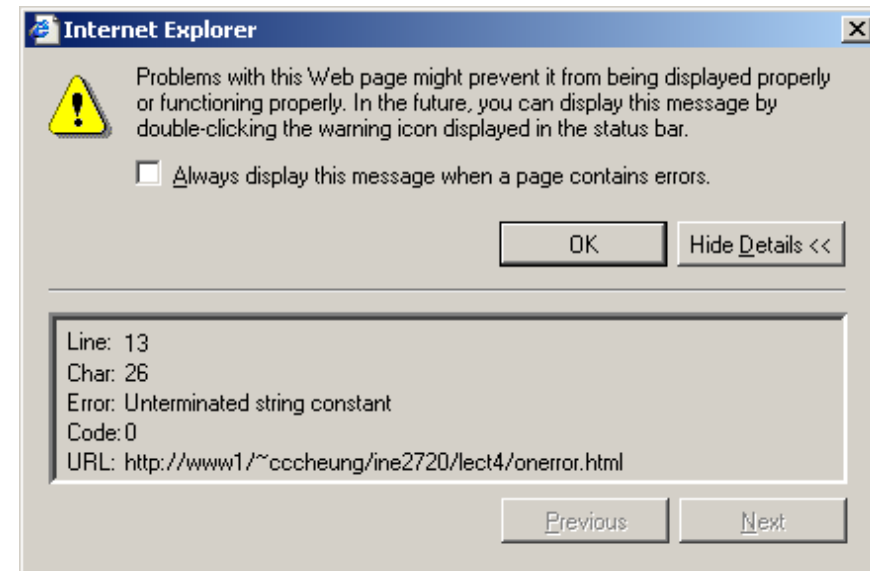 Internet Explorer
Problems with this Web page might prevent it from being displayed properly
or functioning properly. In the future, you can display this message by
double-clicking the warning icon displayed in the status bar.
Always display this message when a page contains errors.
OK
Hide Details <<
Line: 13
Char: 26
Error: Unterminated string constant
Code: 0
URL: http://www1/~cccheung/ine2720/lect4/onerror.html
Previous
Next